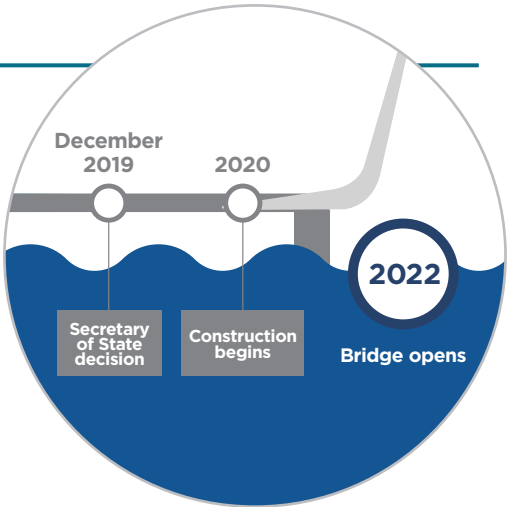 December
2019
2020
Secretary
of State
decision
Construction
begins
2022
Bridge opens